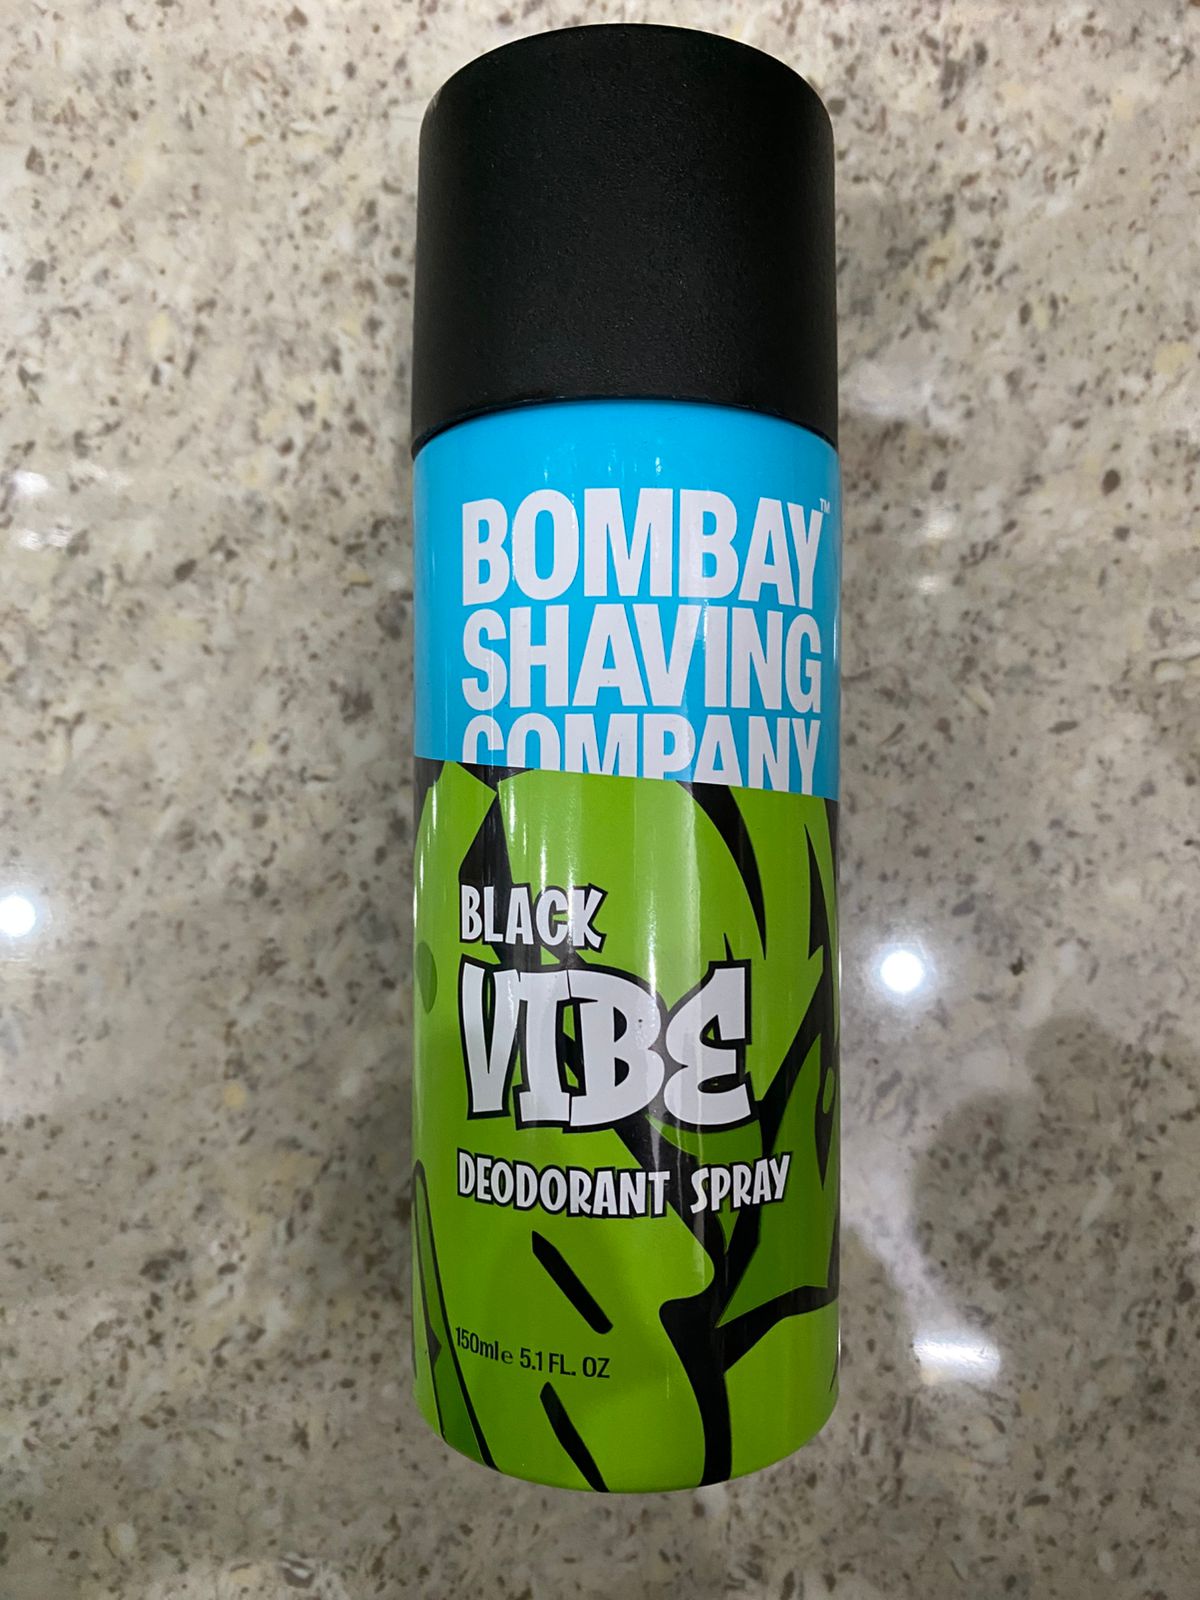 BOMBAY™
SHAVING
COMPANY
BLACK
VIBE
DEODORANT SPRAY
150ml e 5.1 FL. OZ